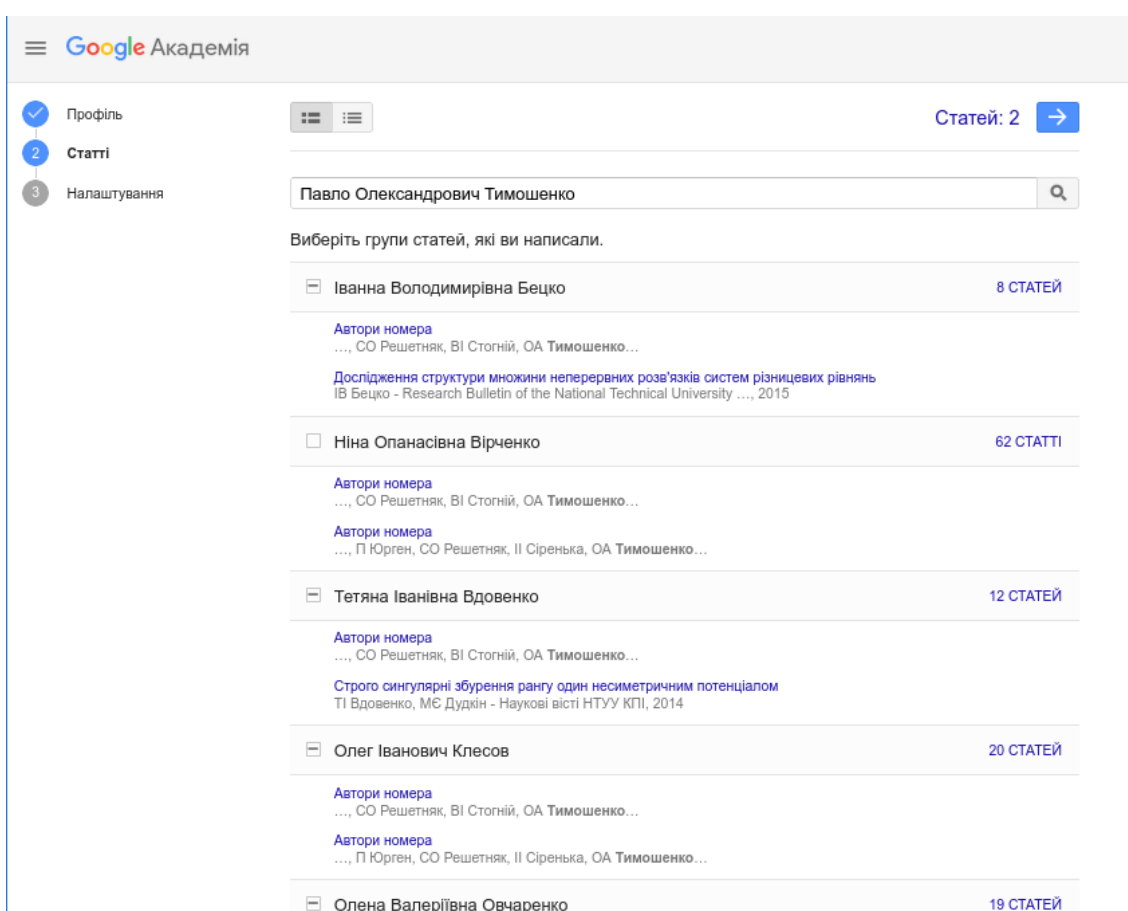 Google Академія
Профіль
Статей: 2
2 Статті
3 Налаштування
Павло Олександрович Тимошенко
Виберіть групи статей, які ви написали.
Іванна Володимирівна Бецко 8 СТАТЕЙ
Автори номера
…, СО Решетняк, ВІ Стогній, ОА Тимошенко…
Дослідження структури множини неперервних розв'язків систем різницевих рівнянь
ІВ Бецко - Research Bulletin of the National Technical University …, 2015
Ніна Опанасівна Вірченко 62 СТАТТІ
Автори номера
…, СО Решетняк, ВІ Стогній, ОА Тимошенко…
Автори номера
…, П Юрген, СО Решетняк, ІІ Сіренька, ОА Тимошенко…
Тетяна Іванівна Вдовенко 12 СТАТЕЙ
Автори номера
…, СО Решетняк, ВІ Стогній, ОА Тимошенко…
Строго сингулярні збурення рангу один несиметричним потенціалом
ТІ Вдовенко, МЄ Дудкін - Наукові вісті НТУУ КПІ, 2014
Олег Іванович Клесов 20 СТАТЕЙ
Автори номера
…, СО Решетняк, ВІ Стогній, ОА Тимошенко…
Автори номера
…, П Юрген, СО Решетняк, ІІ Сіренька, ОА Тимошенко…
Олена Валеріївна Овчаренко 19 СТАТЕЙ